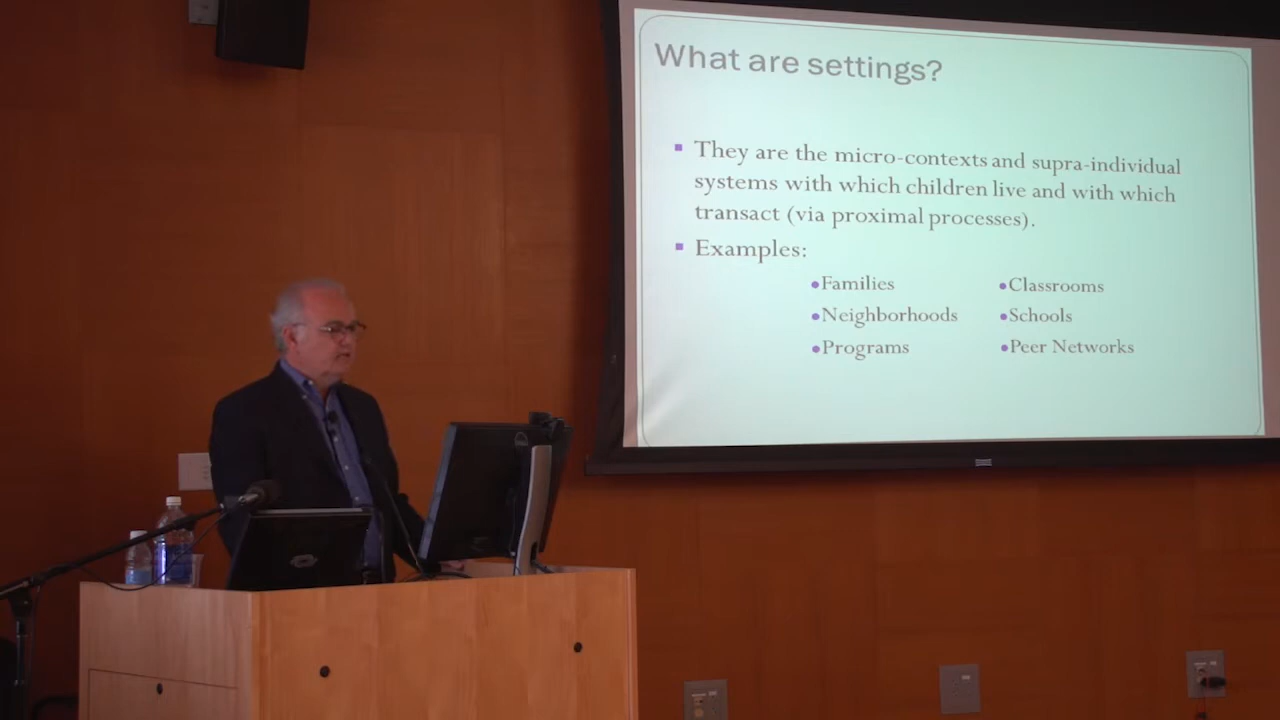 What are settings?
They are the micro-contexts and supra-individual
systems with which children live and with which
transact (via proximal processes).
Examples:
Families
Classrooms
Neighborhoods
Schools
Programs
Peer Networks